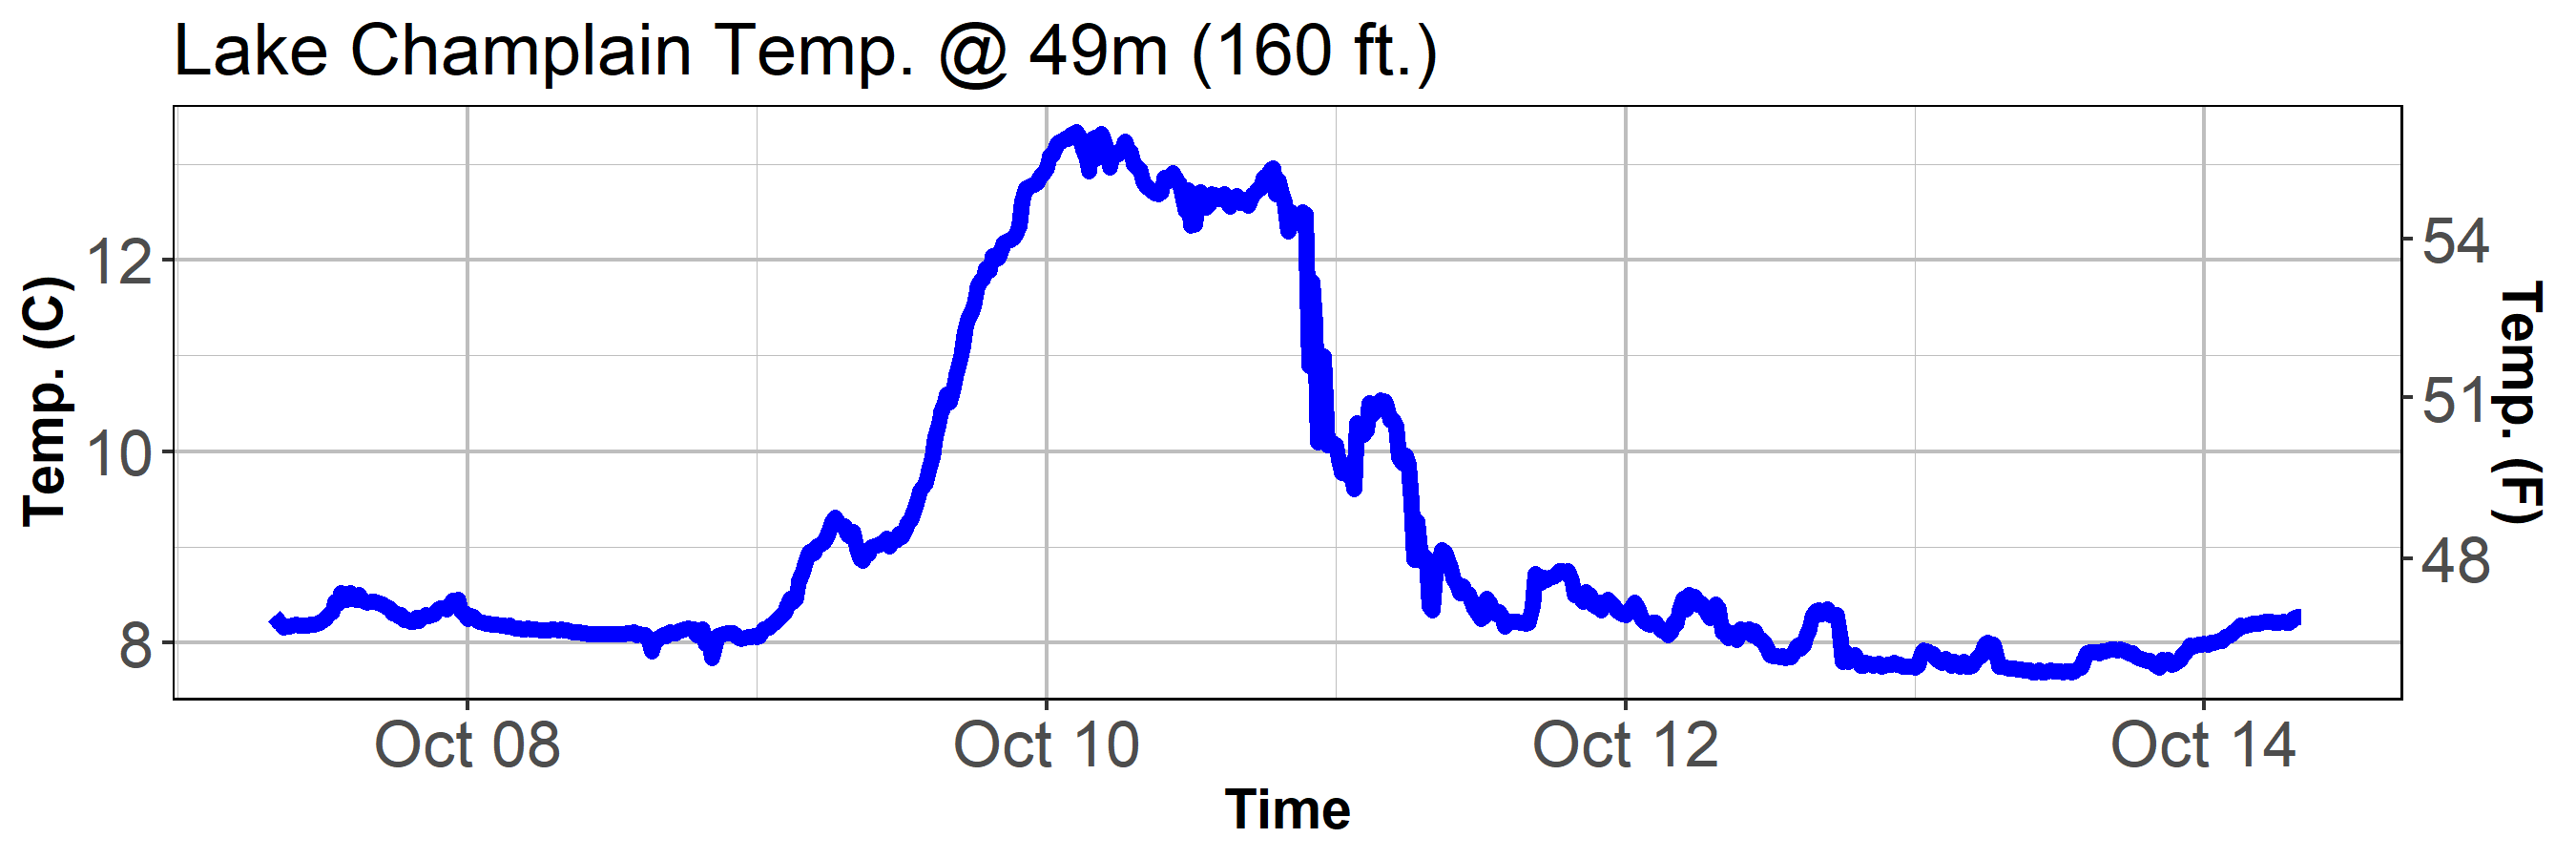 Lake Champlain Temp. @ 49m (160 ft.)
Temp. (C)
12
10
8
54
51
48
Temp. (F)
Oct 08
Oct 10
Oct 12
Oct 14
Time